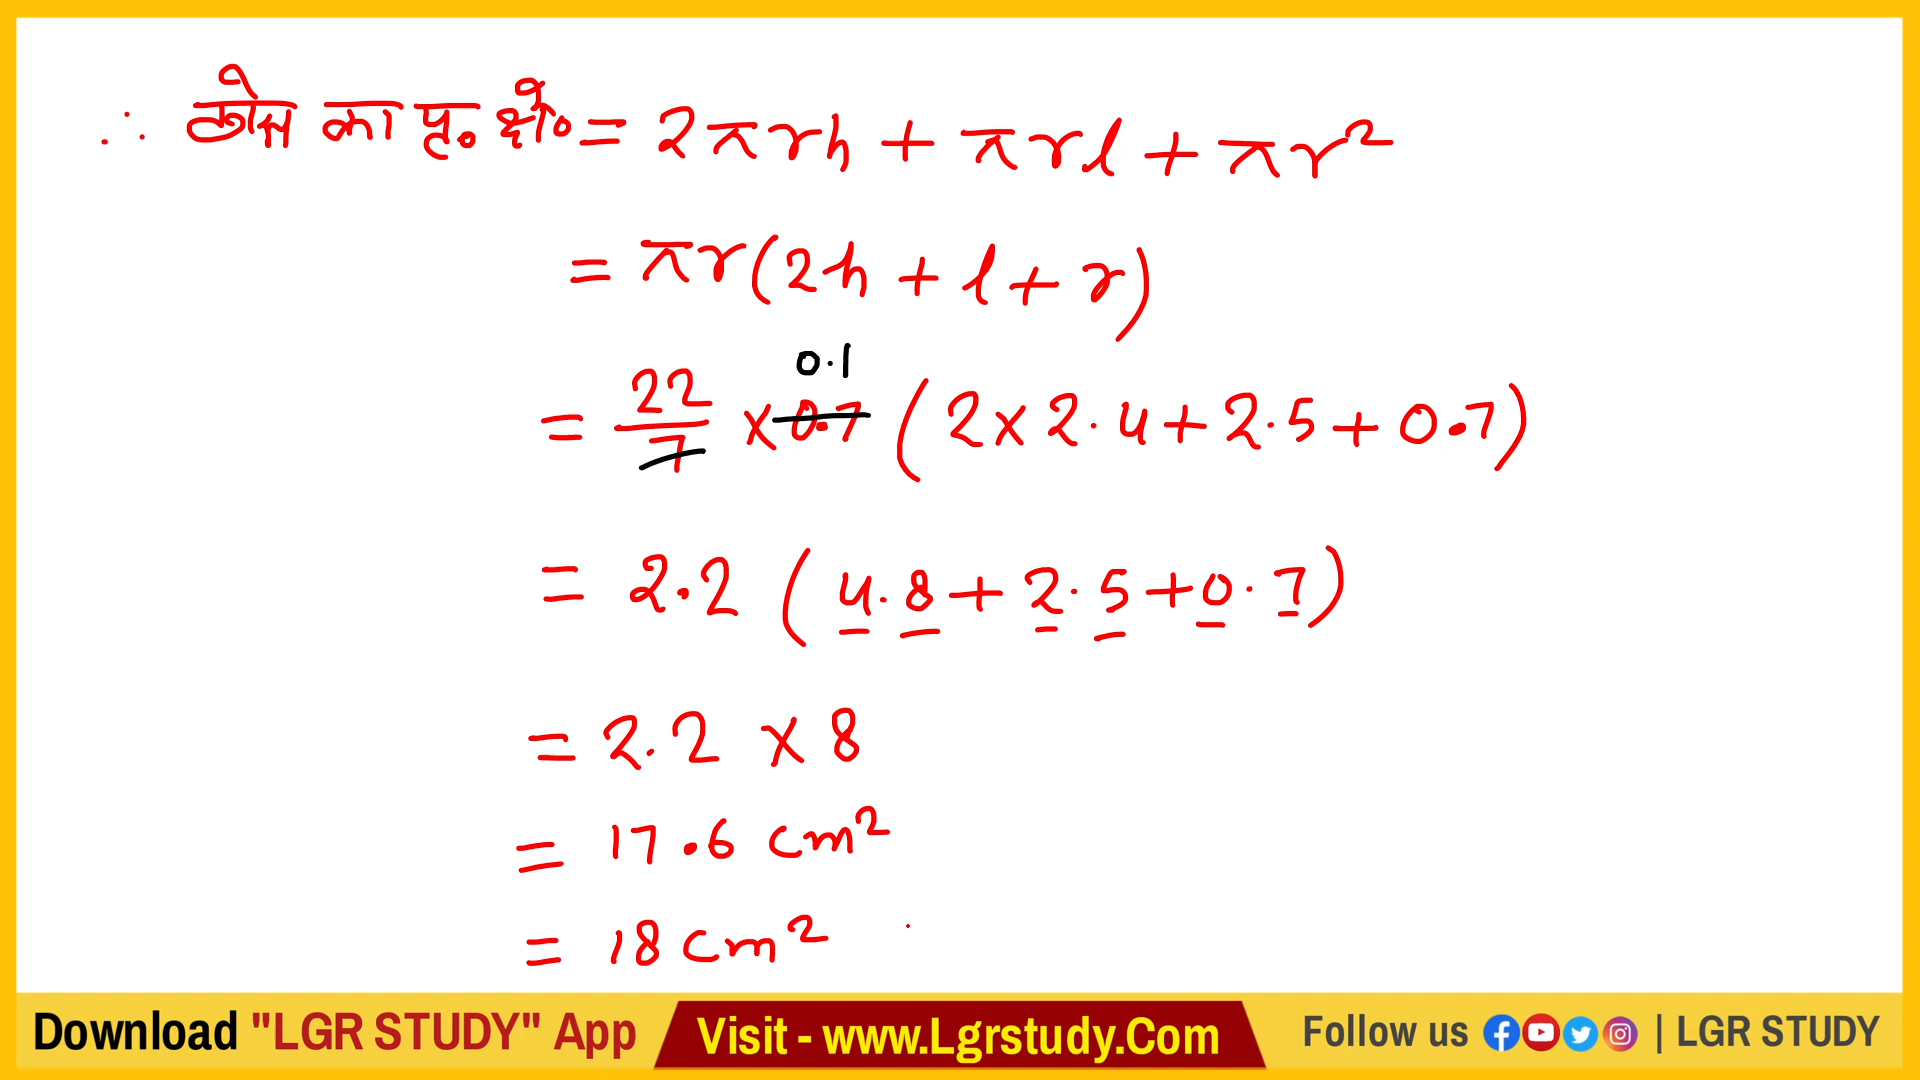 ∴ ठोस का पृ० क्षे० = 2πrh + πrl + πr²
= πr(2h + l + r)
0.1
= 22/7 × 0.7 (2 × 2.4 + 2.5 + 0.7)
= 2.2 (4.8 + 2.5 + 0.7)
= 2.2 × 8
= 17.6 cm²
= 18 cm²
Download "LGR STUDY" App Visit - www.Lgrstudy.Com Follow us | LGR STUDY